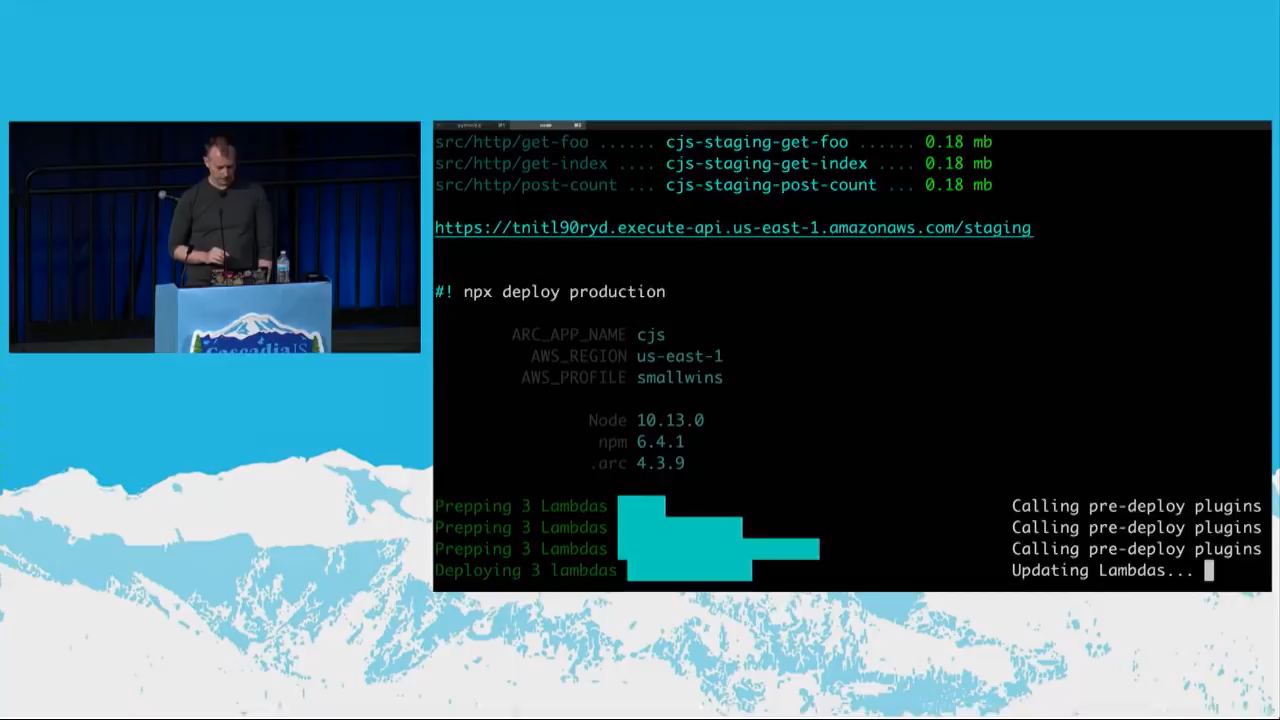 CascadiaJS
src/http/get-foo ...... cjs-staging-get-foo ...... 0.18 mb
src/http/get-index .... cjs-staging-get-index .... 0.18 mb
src/http/post-count ... cjs-staging-post-count ... 0.18 mb
https://tnitl90ryd.execute-api.us-east-1.amazonaws.com/staging
#! npx deploy production
ARC_APP_NAME cjs
AWS_REGION us-east-1
AWS_PROFILE smallwins
Node 10.13.0
npm 6.4.1
.arc 4.3.9
Prepping 3 Lambdas Calling pre-deploy plugins
Prepping 3 Lambdas Calling pre-deploy plugins
Prepping 3 Lambdas Calling pre-deploy plugins
Deploying 3 lambdas Updating Lambdas...